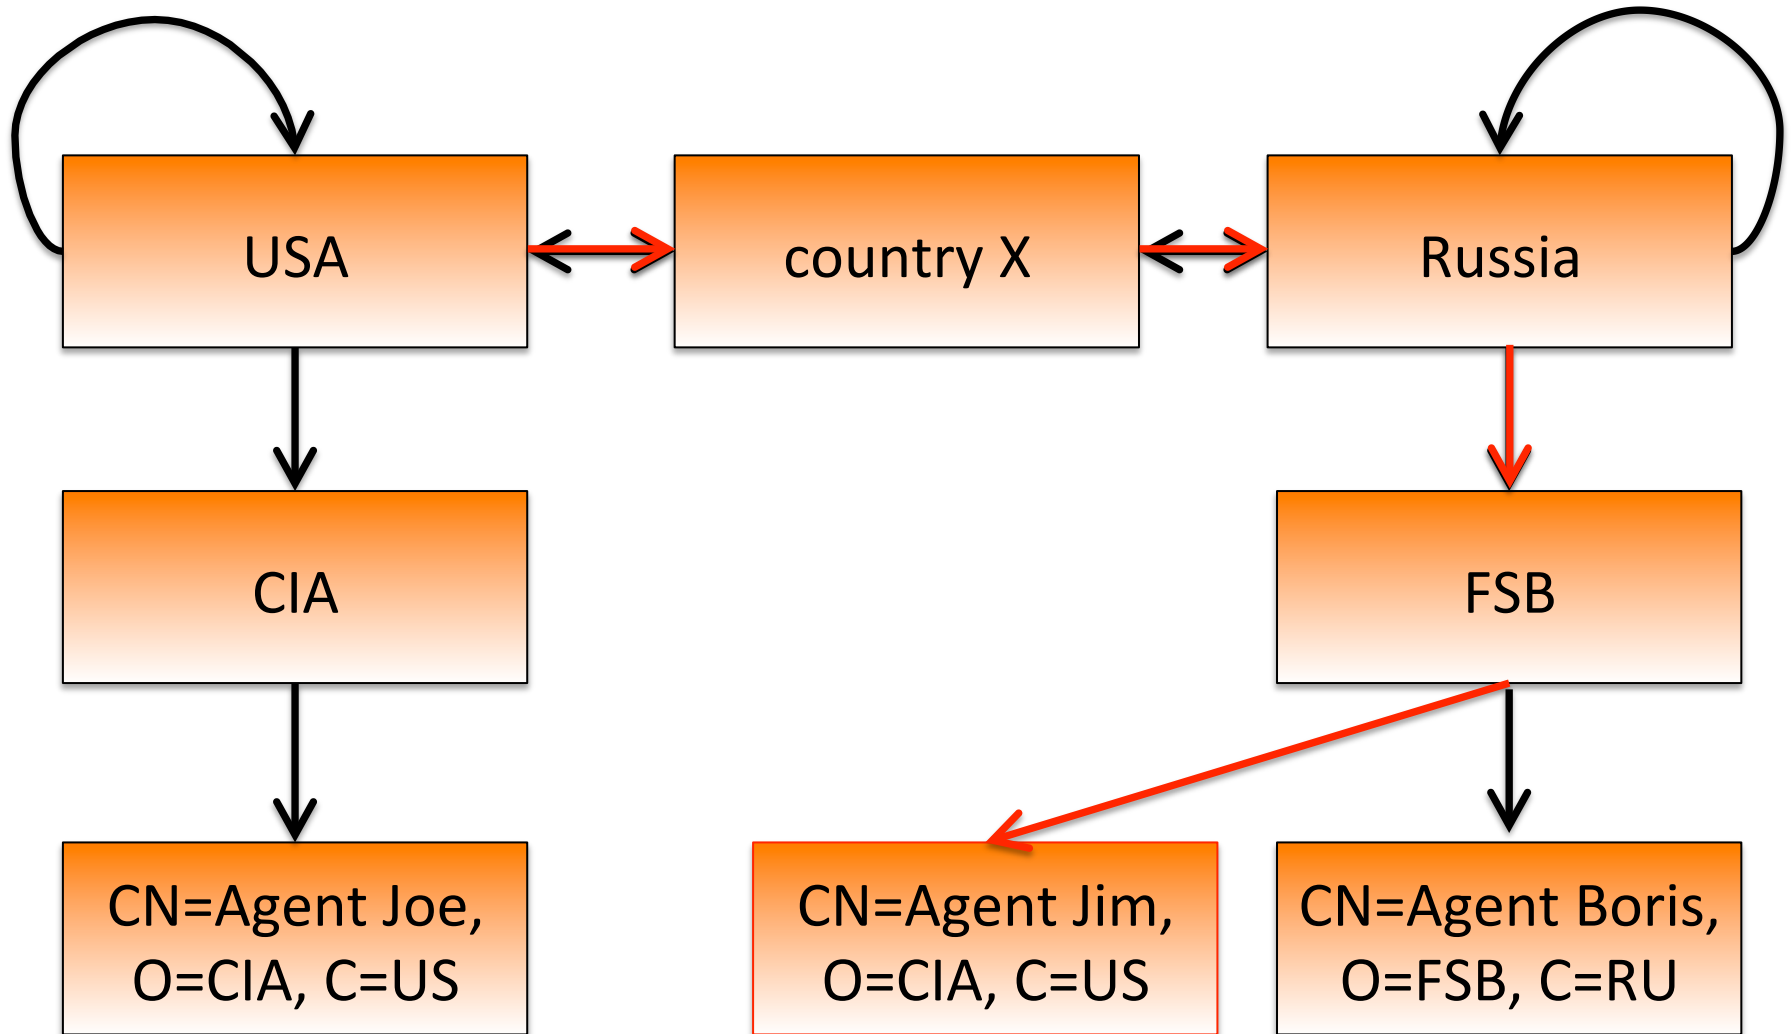 USA
country X
Russia
CIA
FSB
CN=Agent Joe,
O=CIA, C=US
CN=Agent Jim,
O=CIA, C=US
CN=Agent Boris,
O=FSB, C=RU